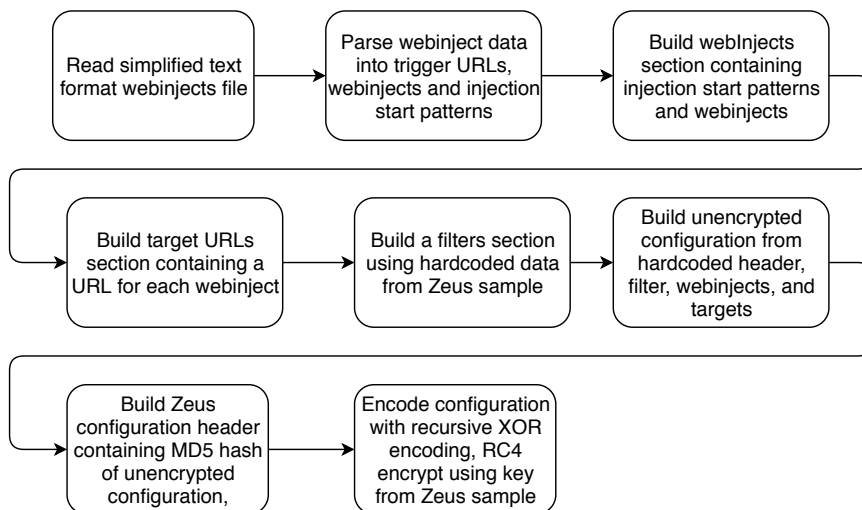 Read simplified text
format webinjects file
Parse webinject data
into trigger URLs,
webinjects and injection
start patterns
Build webInjects
section containing
injection start patterns
and webinjects
Build target URLs
section containing a
URL for each webinject
Build a filters section
using hardcoded data
from Zeus sample
Build unencrypted
configuration from
hardcoded header,
filter, webinjects, and
targets
Build Zeus
configuration header
containing MD5 hash
of unencrypted
configuration,
Encode configuration
with recursive XOR
encoding, RC4
encrypt using key
from Zeus sample